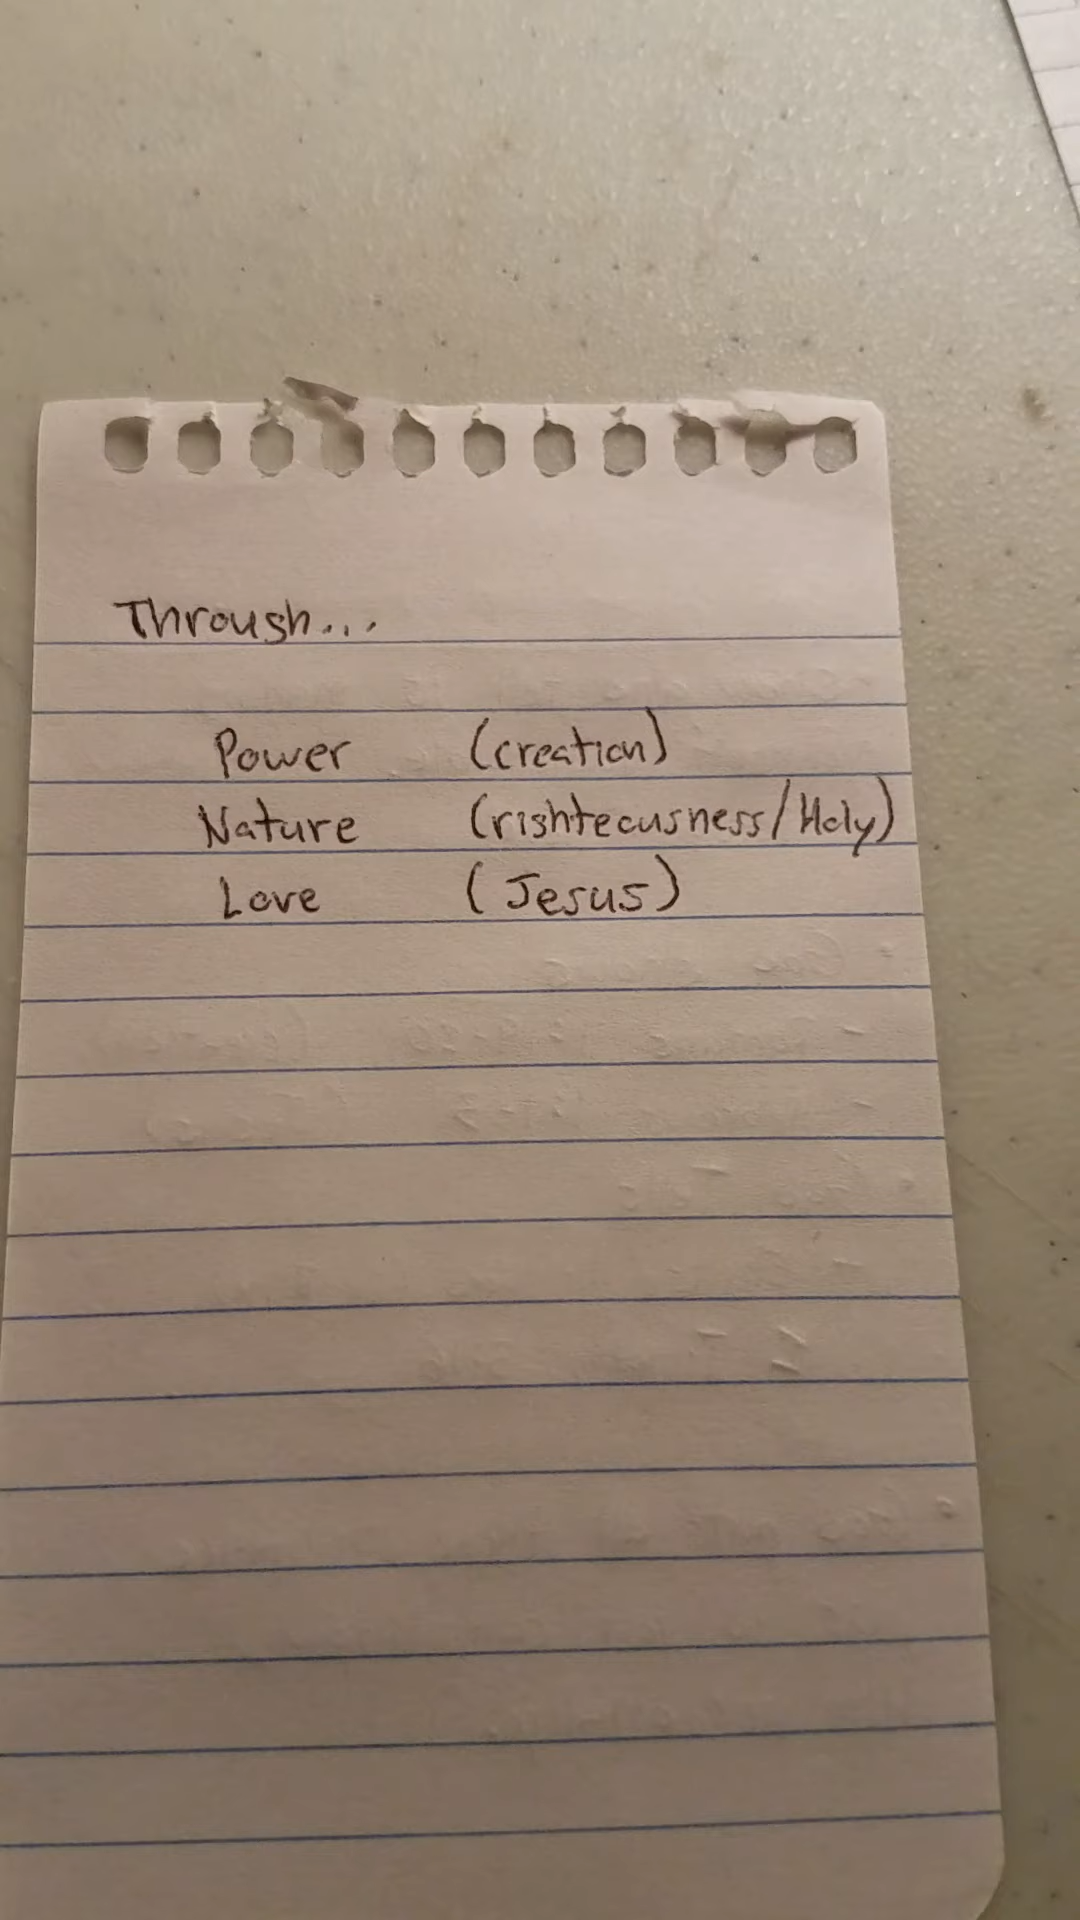 Through...
Power (creation)
Nature (righteousness/Holy)
Love (Jesus)